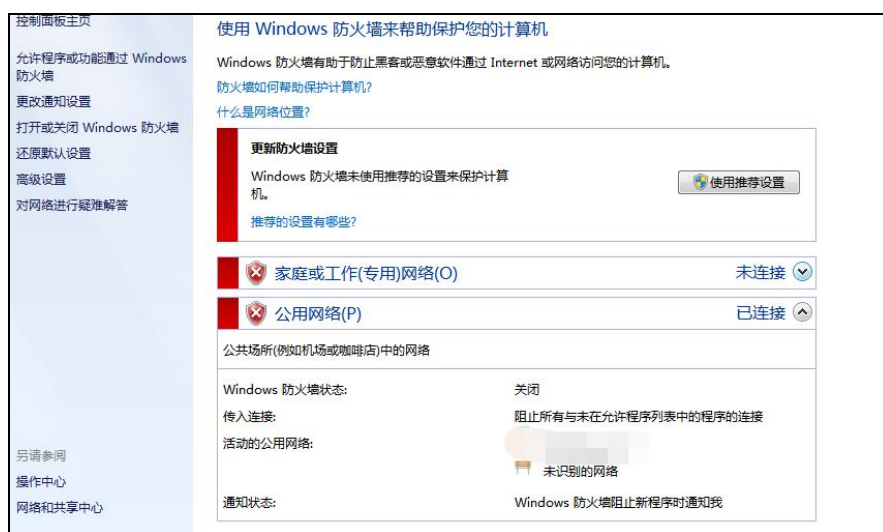 控制面板主页
允许程序或功能通过 Windows
防火墙
更改通知设置
打开或关闭 Windows 防火墙
还原默认设置
高级设置
对网络进行疑难解答
另请参阅
操作中心
网络和共享中心
使用 Windows 防火墙来帮助保护您的计算机
Windows 防火墙有助于防止黑客或恶意软件通过 Internet 或网络访问您的计算机。
防火墙如何帮助保护计算机?
什么是网络位置?
更新防火墙设置
Windows 防火墙未使用推荐的设置来保护计算
机。
使用推荐设置
推荐的设置有哪些?
家庭或工作(专用)网络(O) 未连接
公用网络(P) 已连接
公共场所(例如机场或咖啡店)中的网络
Windows 防火墙状态: 关闭
传入连接: 阻止所有与未在允许程序列表中的程序的连接
活动的公用网络:
未识别的网络
通知状态: Windows 防火墙阻止新程序时通知我